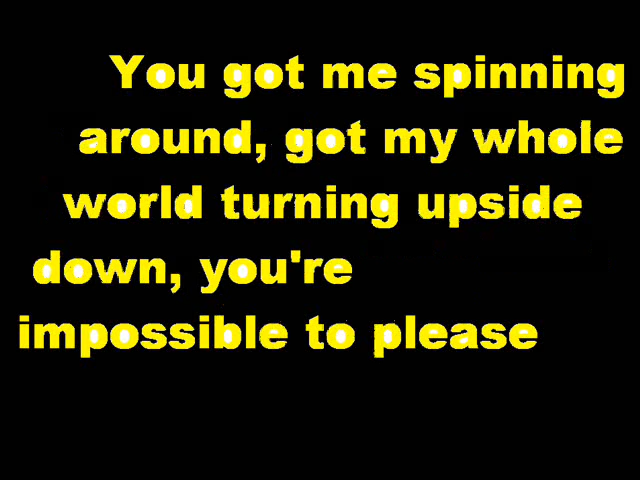 You got me spinning
around, got my whole
world turning upside
down, you're
impossible to please